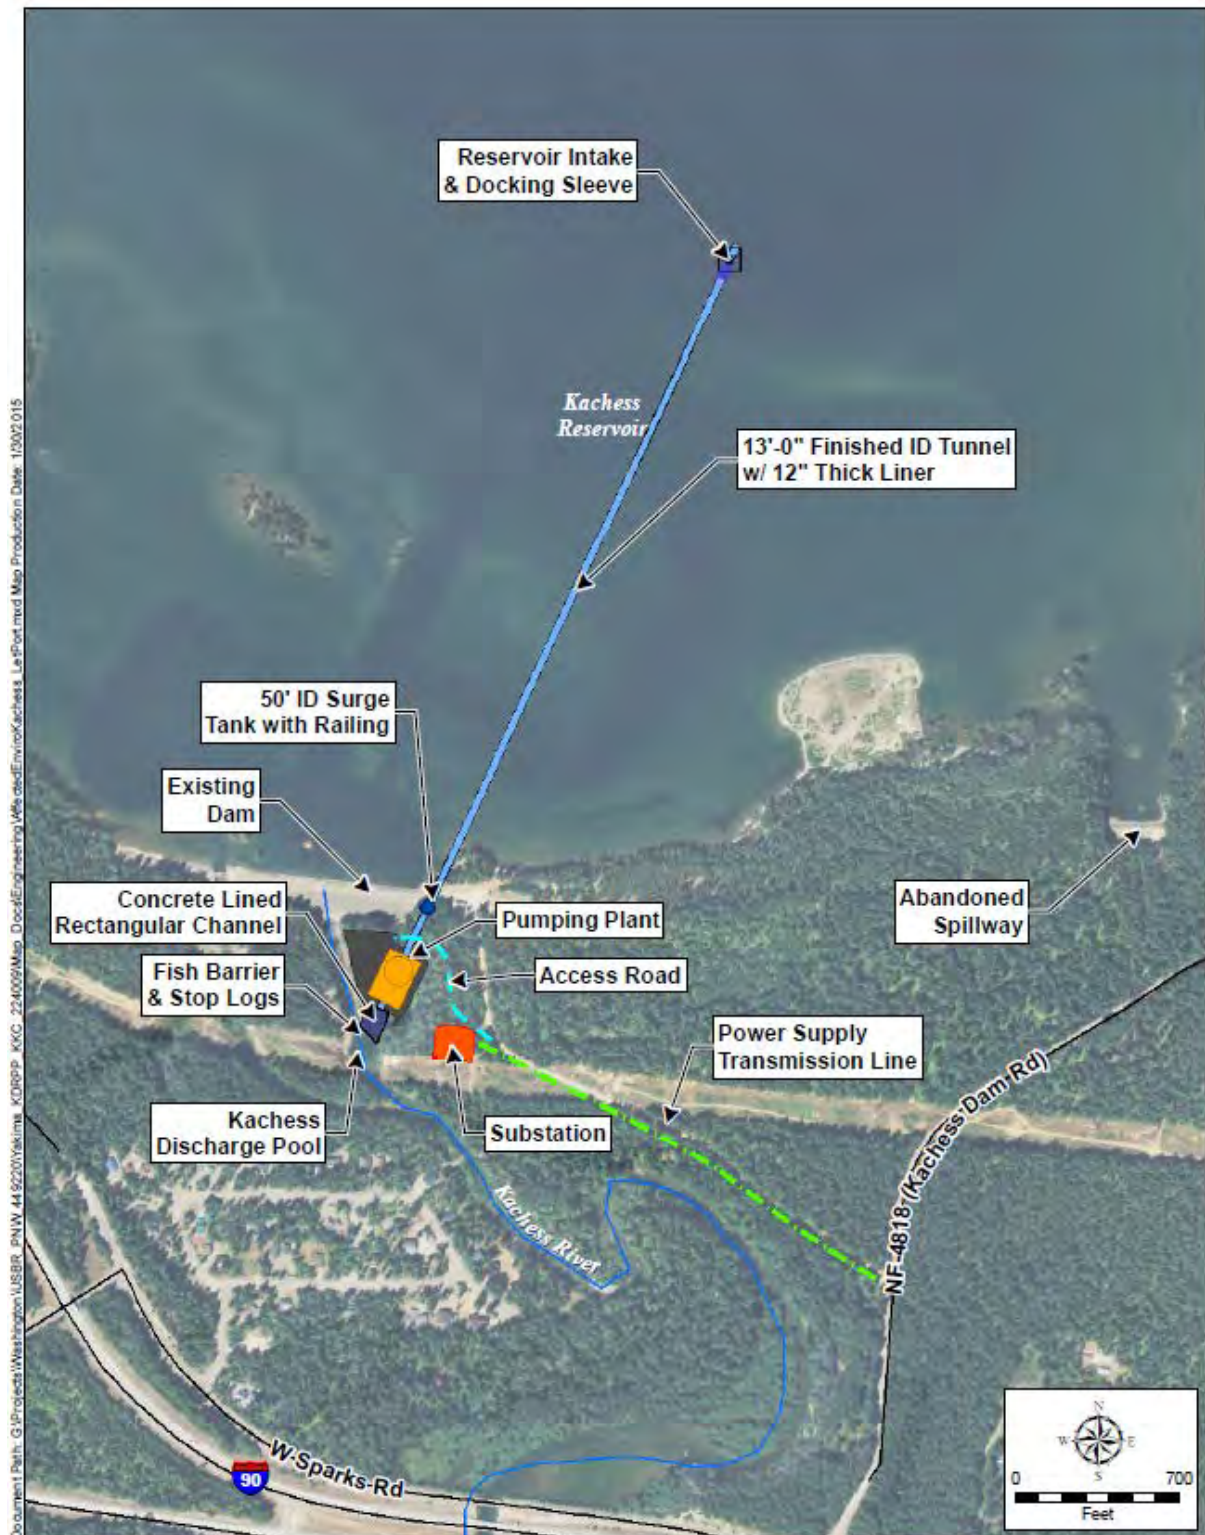 Reservoir Intake
& Docking Sleeve
Kachess
Reservoir
13'-0" Finished ID Tunnel
w/ 12" Thick Liner
50' ID Surge
Tank with Railing
Existing
Dam
Concrete Lined
Rectangular Channel
Pumping Plant
Abandoned
Spillway
Fish Barrier
& Stop Logs
Access Road
Power Supply
Transmission Line
Kachess
Discharge Pool
Substation
NF-4818 (Kachess Dam Rd)
Kachess River
W Sparks Rd
90
N
W
E
S
0
700
Feet